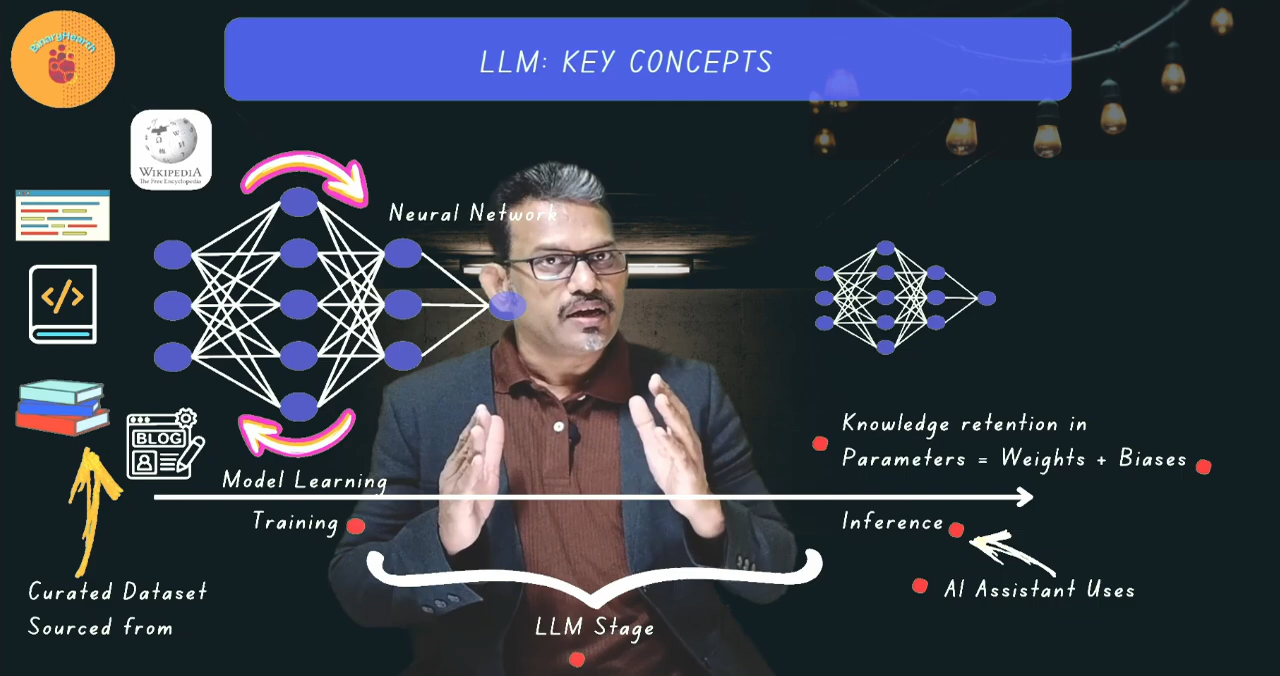 BinaryHearth
LLM: KEY CONCEPTS
WIKIPEDIA
The Free Encyclopedia
Neural Network
</>
BLOG
Model Learning
Training
Knowledge retention in
Parameters = Weights + Biases
Inference
AI Assistant Uses
Curated Dataset
Sourced from
LLM Stage